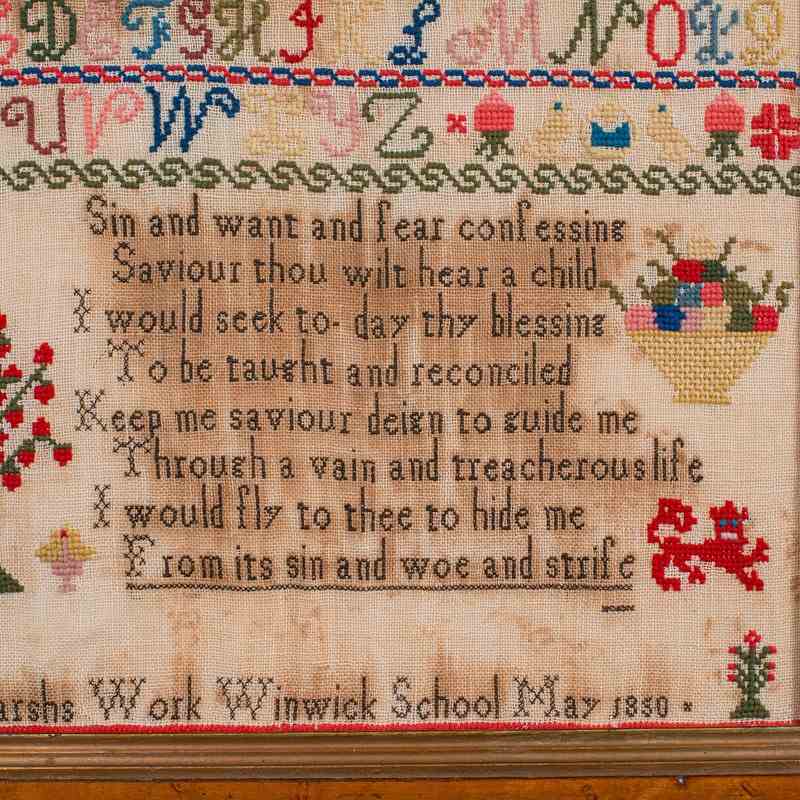 D E F G H I K L M N O P Q
U V W X Y Z
Sin and want and fear confessing
Saviour thou wilt hear a child
I would seek to-day thy blessing
To be taught and reconciled
Keep me saviour deign to guide me
Through a vain and treacherous life
I would fly to thee to hide me
From its sin and woe and strife
arshs Work Winwick School May 1850